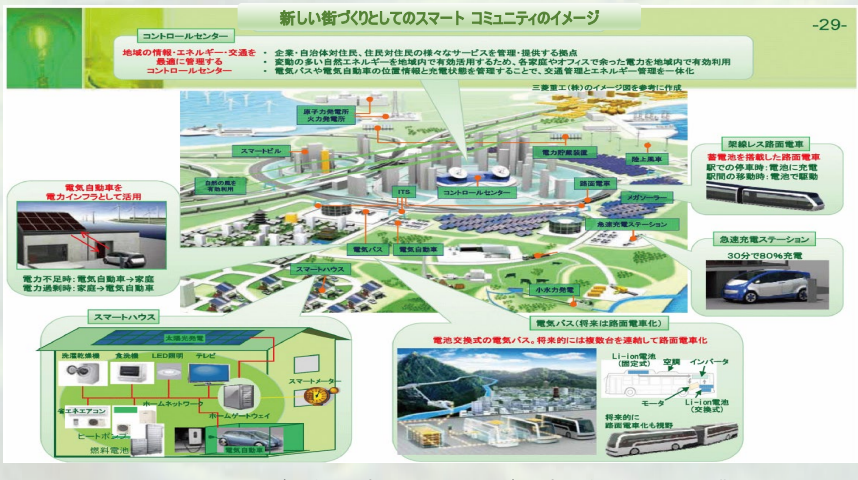 新しい街づくりとしてのスマート コミュニティのイメージ
-29-
コントロールセンター
地域の情報・エネルギー・交通を
最適に管理する
コントロールセンター
・ 企業・自治体対住民、住民対住民の様々なサービスを管理・提供する拠点
・ 変動の多い自然エネルギーを地域内で有効活用するため、各家庭やオフィスで余った電力を地域内で有効利用
・ 電気バスや電気自動車の位置情報と充電状態を管理することで、交通管理とエネルギー管理を一体化
三菱重工(株)のイメージ図を参考に作成
原子力発電所
火力発電所
スマートビル
電力貯蔵装置
陸上風車
自然の風を
有効利用
ITS
コントロールセンター
路面電車
メガソーラー
電気バス
電気自動車
急速充電ステーション
スマートハウス
小水力発電
架線レス路面電車
蓄電池を搭載した路面電車
駅での停車時:電池に充電
駅間の移動時:電池で駆動
電気自動車を
電力インフラとして活用
電力不足時:電気自動車→家庭
電力過剰時:家庭→電気自動車
急速充電ステーション
30分で80%充電
スマートハウス
太陽光発電
洗濯乾燥機
食洗機
LED照明
テレビ
スマートメーター
ホームネットワーク
ホームゲートウェイ
省エネエアコン
ヒートポンプ
燃料電池
電気自動車
電気バス(将来は路面電車化)
電池交換式の電気バス。将来的には複数台を連結して路面電車化
Li-ion電池
(固定式)
空調
インバータ
モータ
Li-ion電池
(交換式)
将来的に
路面電車化も視野